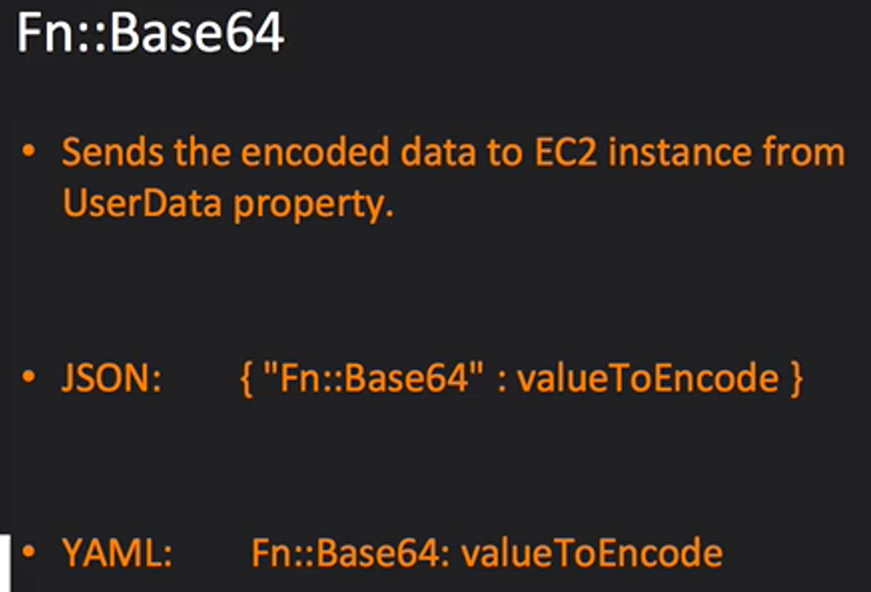 Fn::Base64
• Sends the encoded data to EC2 instance from
UserData property.
• JSON: { "Fn::Base64" : valueToEncode }
• YAML: Fn::Base64: valueToEncode